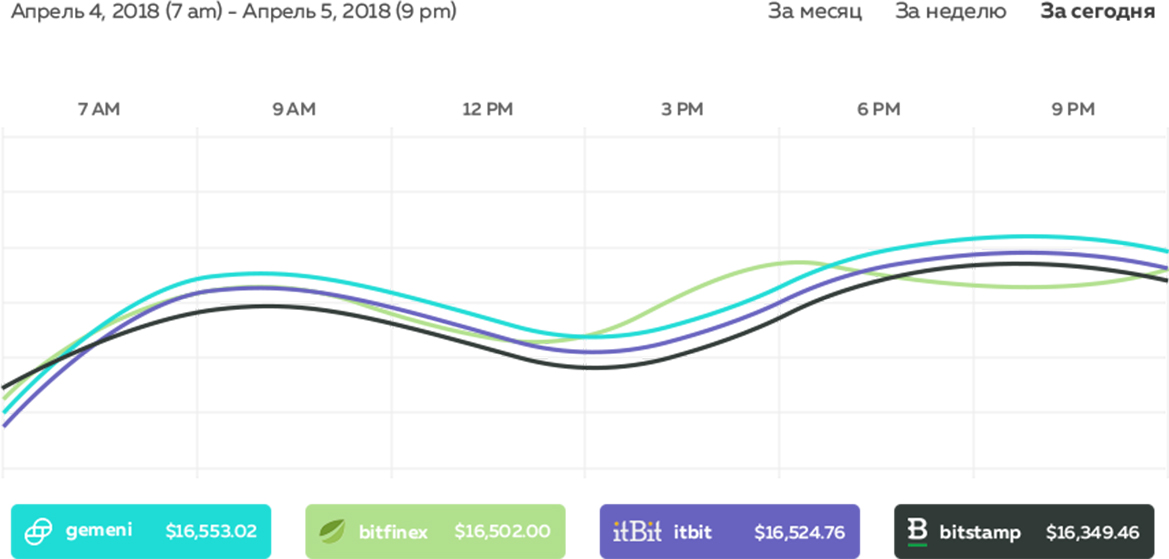 Апрель 4, 2018 (7 am) - Апрель 5, 2018 (9 pm) За месяц За неделю За сегодня
7 AM 9 AM 12 PM 3 PM 6 PM 9 PM
gemeni $16,553.02 bitfinex $16,502.00 itBit itbit $16,524.76 B bitstamp $16,349.46